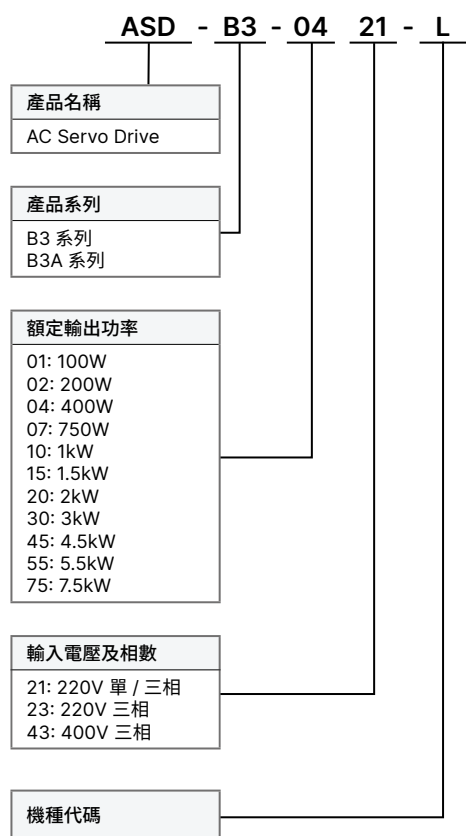 ASD - B3 - 04 21 - L
產品名稱
AC Servo Drive
產品系列
B3 系列
B3A 系列
額定輸出功率
01: 100W
02: 200W
04: 400W
07: 750W
10: 1kW
15: 1.5kW
20: 2kW
30: 3kW
45: 4.5kW
55: 5.5kW
75: 7.5kW
輸入電壓及相數
21: 220V 單 / 三相
23: 220V 三相
43: 400V 三相
機種代碼